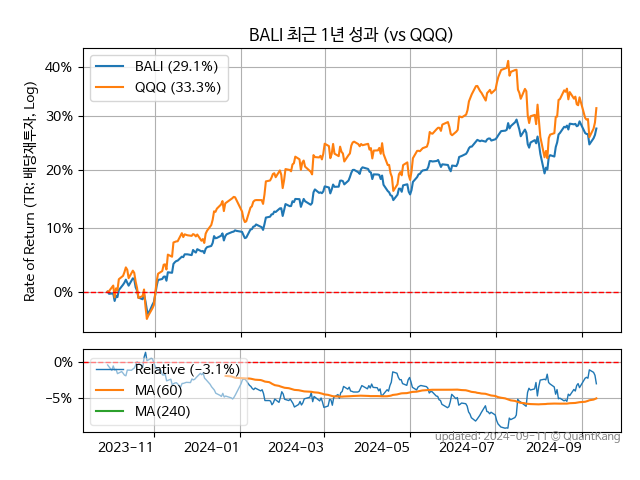 BALI 최근 1년 성과 (vs QQQ)
Rate of Return (TR: 배당재투자, Log)
40%
30%
20%
10%
0%
BALI (29.1%)
QQQ (33.3%)
0%
−5%
Relative (−3.1%)
MA(60)
MA(240)
2023−11
2024−01
2024−03
2024−05
2024−07
2024−09
updated: 2024−09−11 © QuantKang